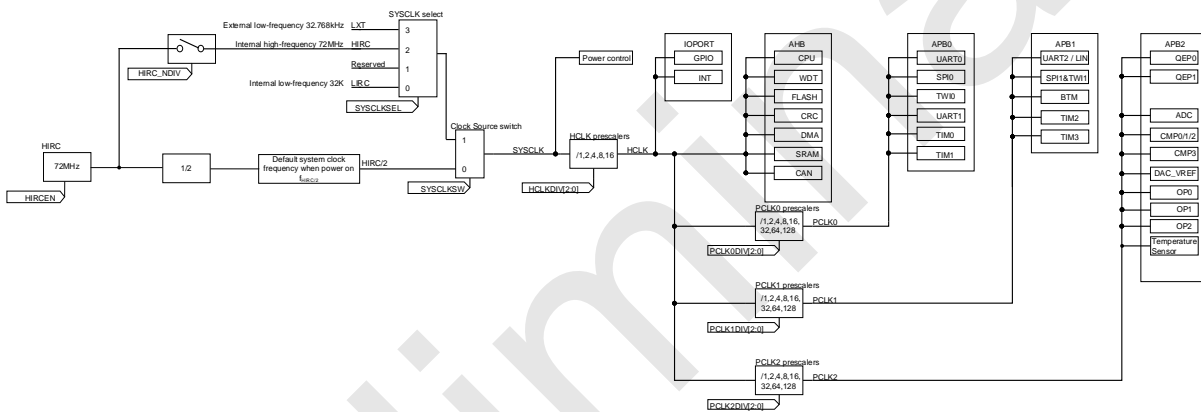 SYSCLK select
External low-frequency 32.768kHz LXT
3
Internal high-frequency 72MHz HIRC
2
Reserved
1
Internal low-frequency 32K LIRC
0
HIRC_NDIV
SYSCLKSEL
Clock Source switch
1
0
SYSCLKSW
HIRC
72MHz
HIRCEN
1/2
Default system clock
frequency when power on
fHIRC/2
HIRC/2
SYSCLK
Power control
HCLK prescalers
/1,2,4,8,16
HCLKDIV[2:0]
HCLK
IOPORT
GPIO
INT
AHB
CPU
WDT
FLASH
CRC
DMA
SRAM
CAN
PCLK0 prescalers
/1,2,4,8,16,
32,64,128
PCLK0DIV[2:0]
PCLK0
PCLK1 prescalers
/1,2,4,8,16,
32,64,128
PCLK1DIV[2:0]
PCLK1
PCLK2 prescalers
/1,2,4,8,16,
32,64,128
PCLK2DIV[2:0]
PCLK2
APB0
UART0
SPI0
TWI0
UART1
TIM0
TIM1
APB1
UART2 / LIN
SPI1&TWI1
BTM
TIM2
TIM3
APB2
QEP0
QEP1
ADC
CMP0/1/2
CMP3
DAC_VREF
OP0
OP1
OP2
Temperature
Sensor